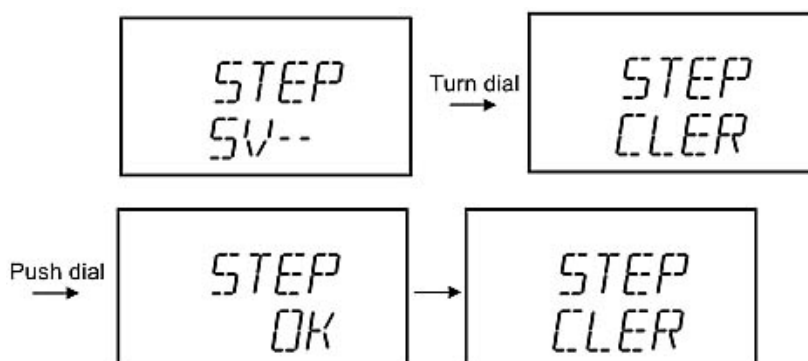 STEP
SV--
Turn dial
STEP
CLER
Push dial
STEP
OK
STEP
CLER